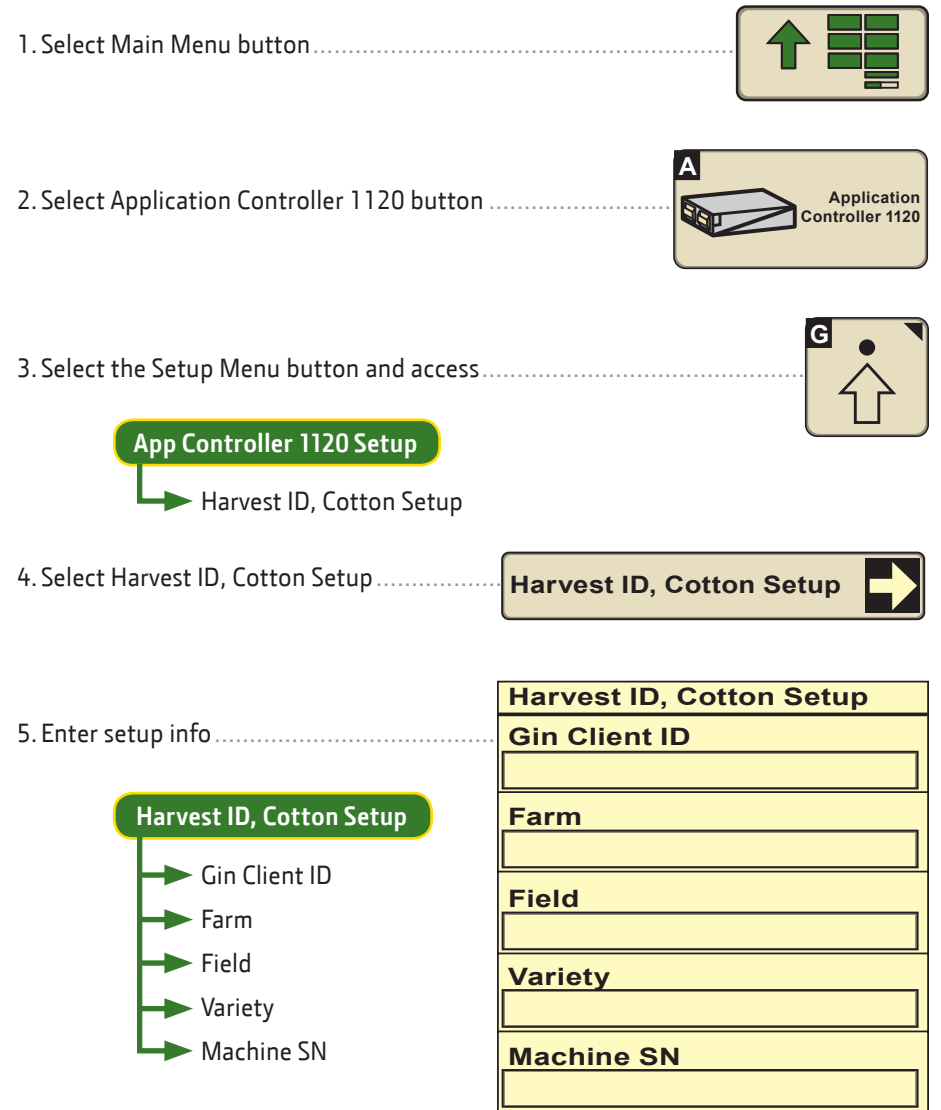 1. Select Main Menu button
2. Select Application Controller 1120 button
A
Application
Controller 1120
3. Select the Setup Menu button and access
G
App Controller 1120 Setup
Harvest ID, Cotton Setup
4. Select Harvest ID, Cotton Setup
Harvest ID, Cotton Setup
5. Enter setup info
Harvest ID, Cotton Setup
Gin Client ID
Farm
Field
Variety
Machine SN
Harvest ID, Cotton Setup
Gin Client ID
Farm
Field
Variety
Machine SN